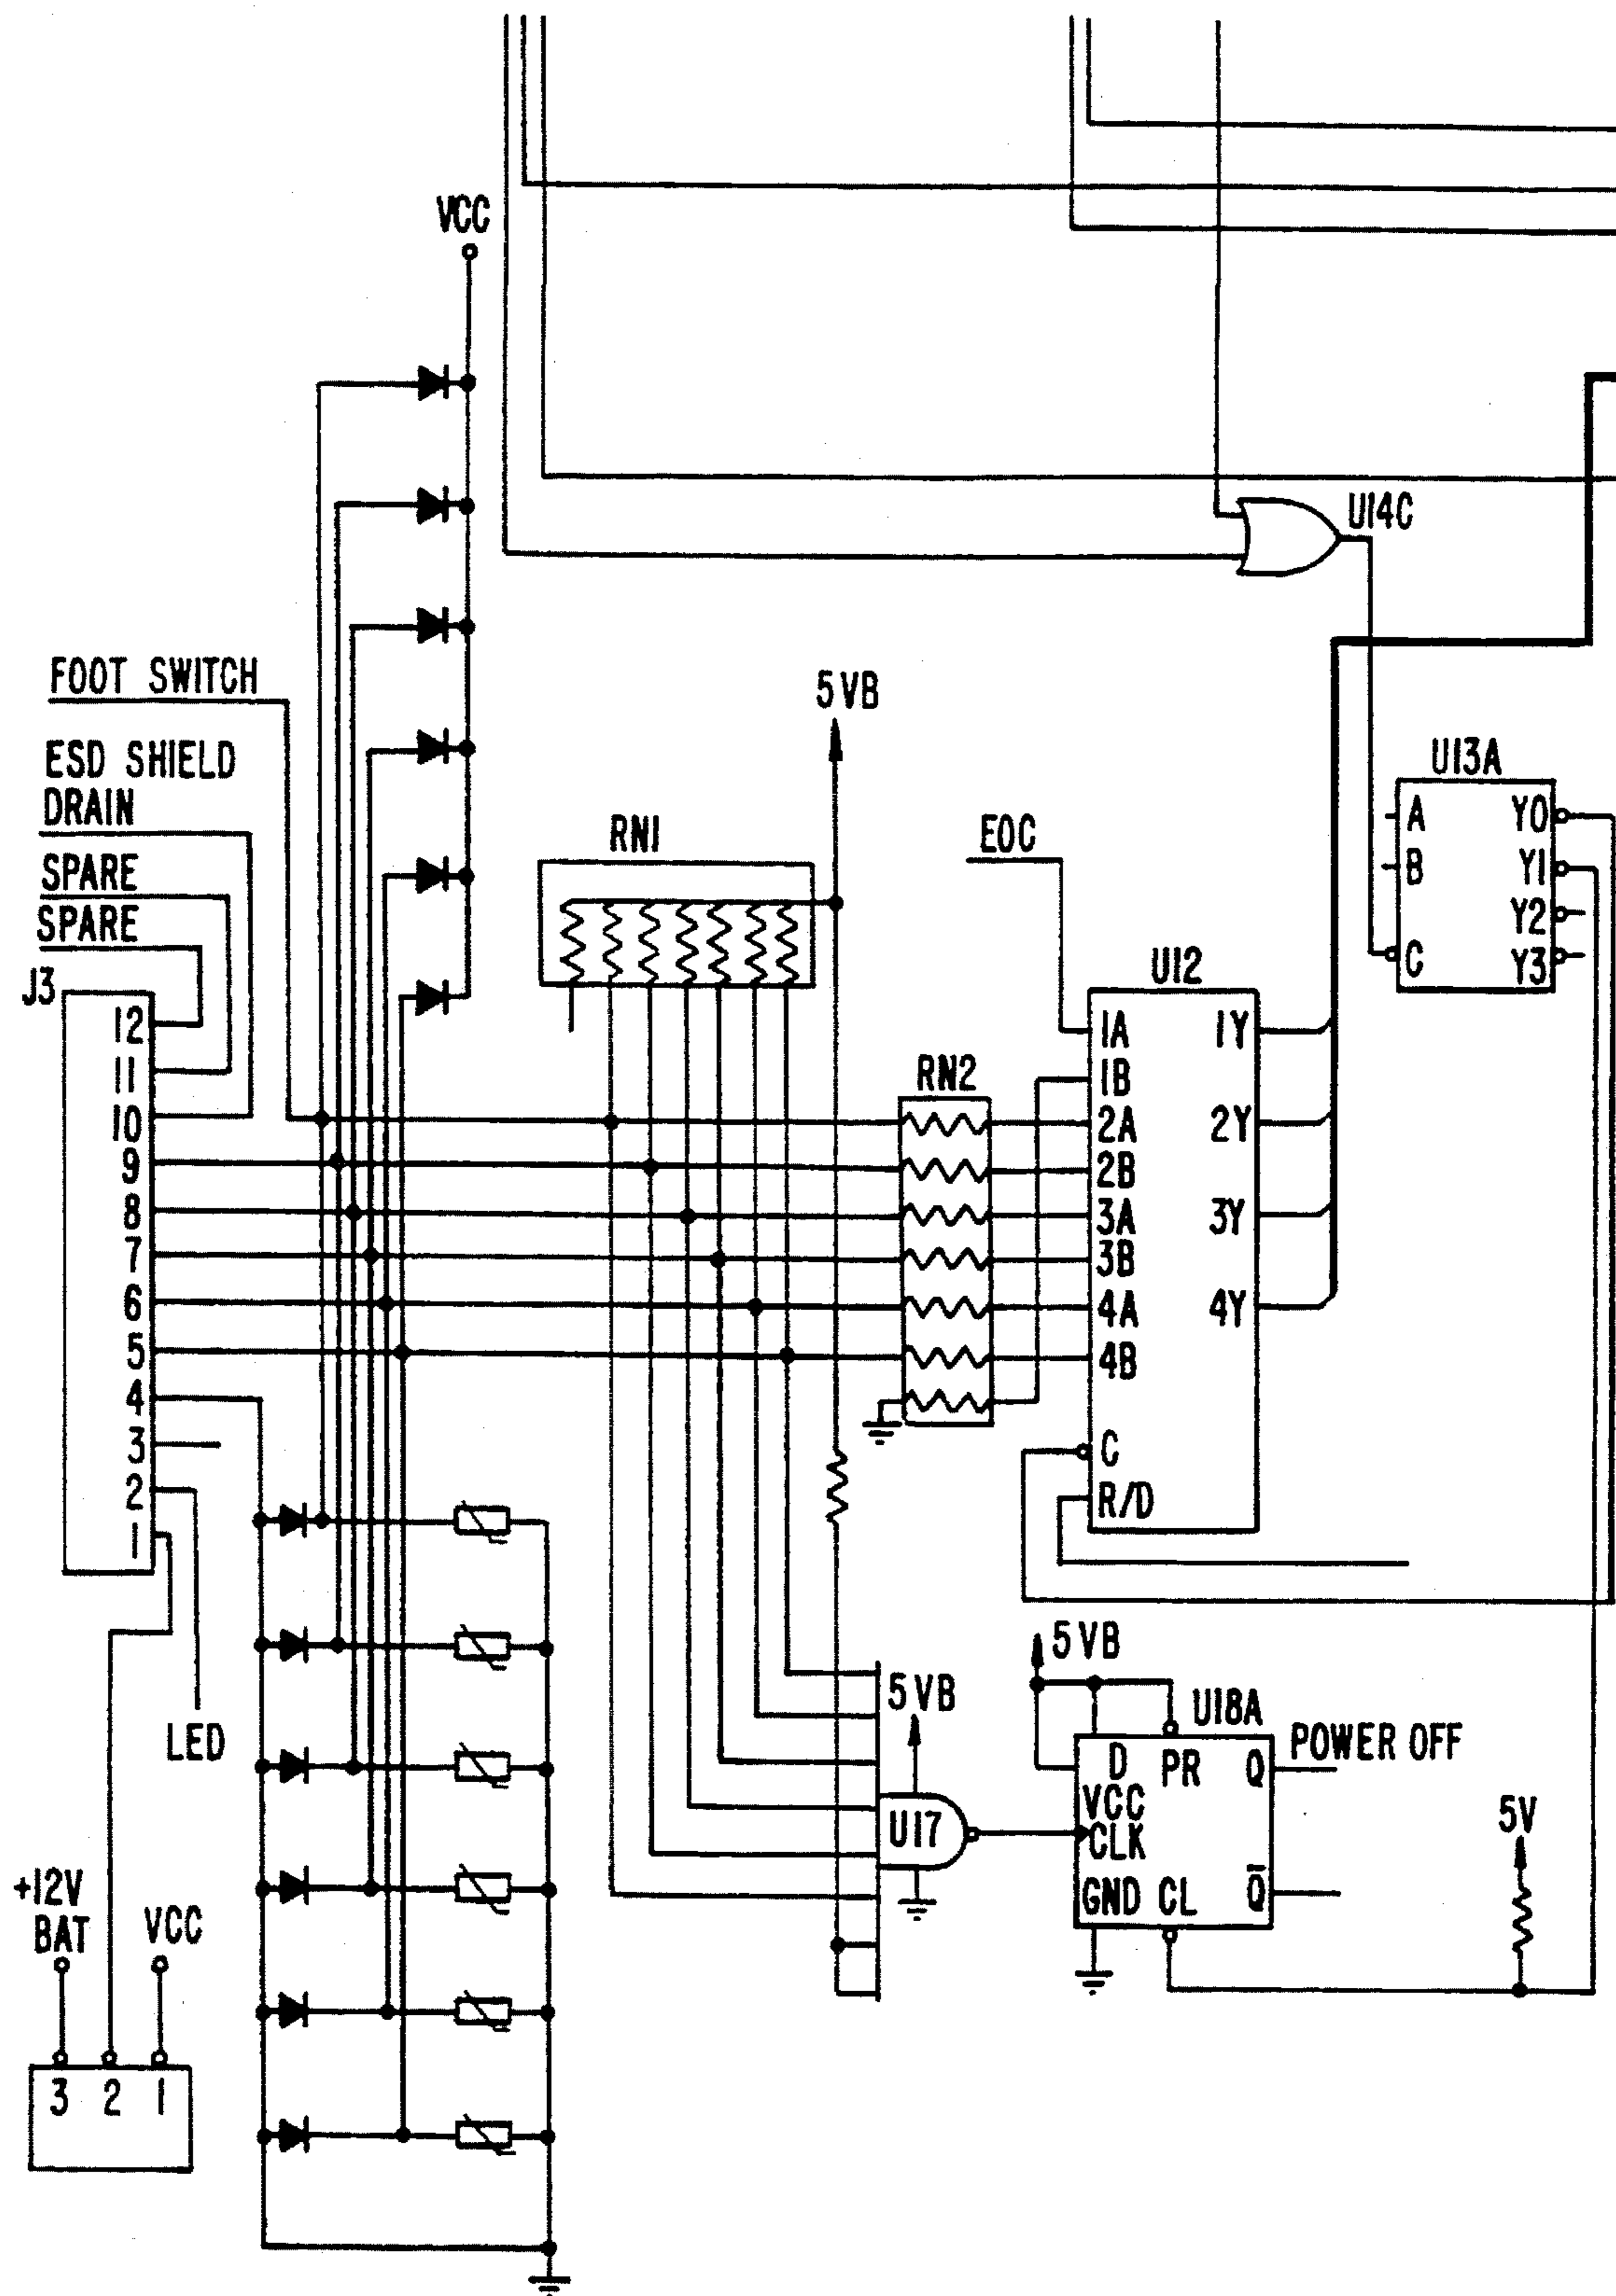 VCC
U14C
FOOT SWITCH
5VB
ESD SHIELD
DRAIN
U13A
A
Y0
B
Y1
Y2
C
Y3
RN1
EOC
SPARE
SPARE
J3
12
11
10
9
8
7
6
5
4
3
2
1
U12
1A
1Y
1B
2A
2Y
2B
3A
3Y
3B
4A
4Y
4B
C
R/D
RN2
LED
5VB
U17
5VB
U18A
D
PR
Q
VCC
CLK
GND
CL
Q̅
POWER OFF
5V
+12V
BAT
VCC
3 2 1